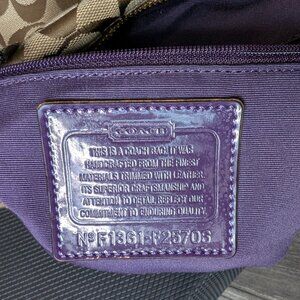 COACH
THIS IS A COACH BAG. IT WAS
HANDCRAFTED FROM THE FINEST
MATERIALS TRIMMED WITH LEATHER.
ITS SUPERIOR CRAFTSMANSHIP AND
ATTENTION TO DETAIL REFLECT OUR
COMMITMENT TO ENDURING QUALITY.
Nº F1361-F25705